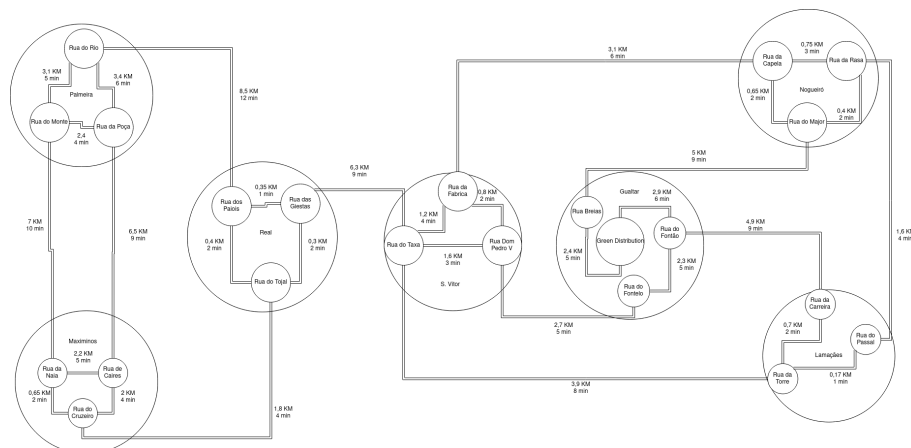 Rua do Rio
3,1 KM
5 min
3,4 KM
6 min
Palmeira
Rua do Monte
Rua da Poça
2,4
4 min
8,5 KM
12 min
7 KM
10 min
6,5 KM
9 min
Maximinos
2,2 KM
5 min
Rua da
Naia
Rua de
Caires
0,65 KM
2 min
2 KM
4 min
Rua do
Cruzeiro
1,8 KM
4 min
0,35 KM
1 min
Rua dos
Paiois
Rua das
Giestas
Real
0,4 KM
2 min
0,3 KM
2 min
Rua do Tojal
6,3 KM
9 min
Rua da
Fabrica
0,8 KM
2 min
1,2 KM
4 min
Rua do Taxa
Rua Dom
Pedro V
1,6 KM
3 min
S. Vitor
3,1 KM
6 min
2,7 KM
5 min
3,9 KM
8 min
5 KM
9 min
Gualtar
2,9 KM
6 min
Rua Breias
Green Distribution
Rua do
Fontão
2,4 KM
5 min
2,3 KM
5 min
Rua do
Fontelo
4,9 KM
9 min
Rua da
Capela
0,75 KM
3 min
Rua da Rasa
0,65 KM
2 min
Nogueiró
0,4 KM
2 min
Rua do Major
1,6 KM
4 min
Rua da
Carreira
0,7 KM
2 min
Rua do
Passal
Lamaçães
Rua da
Torre
0,17 KM
1 min